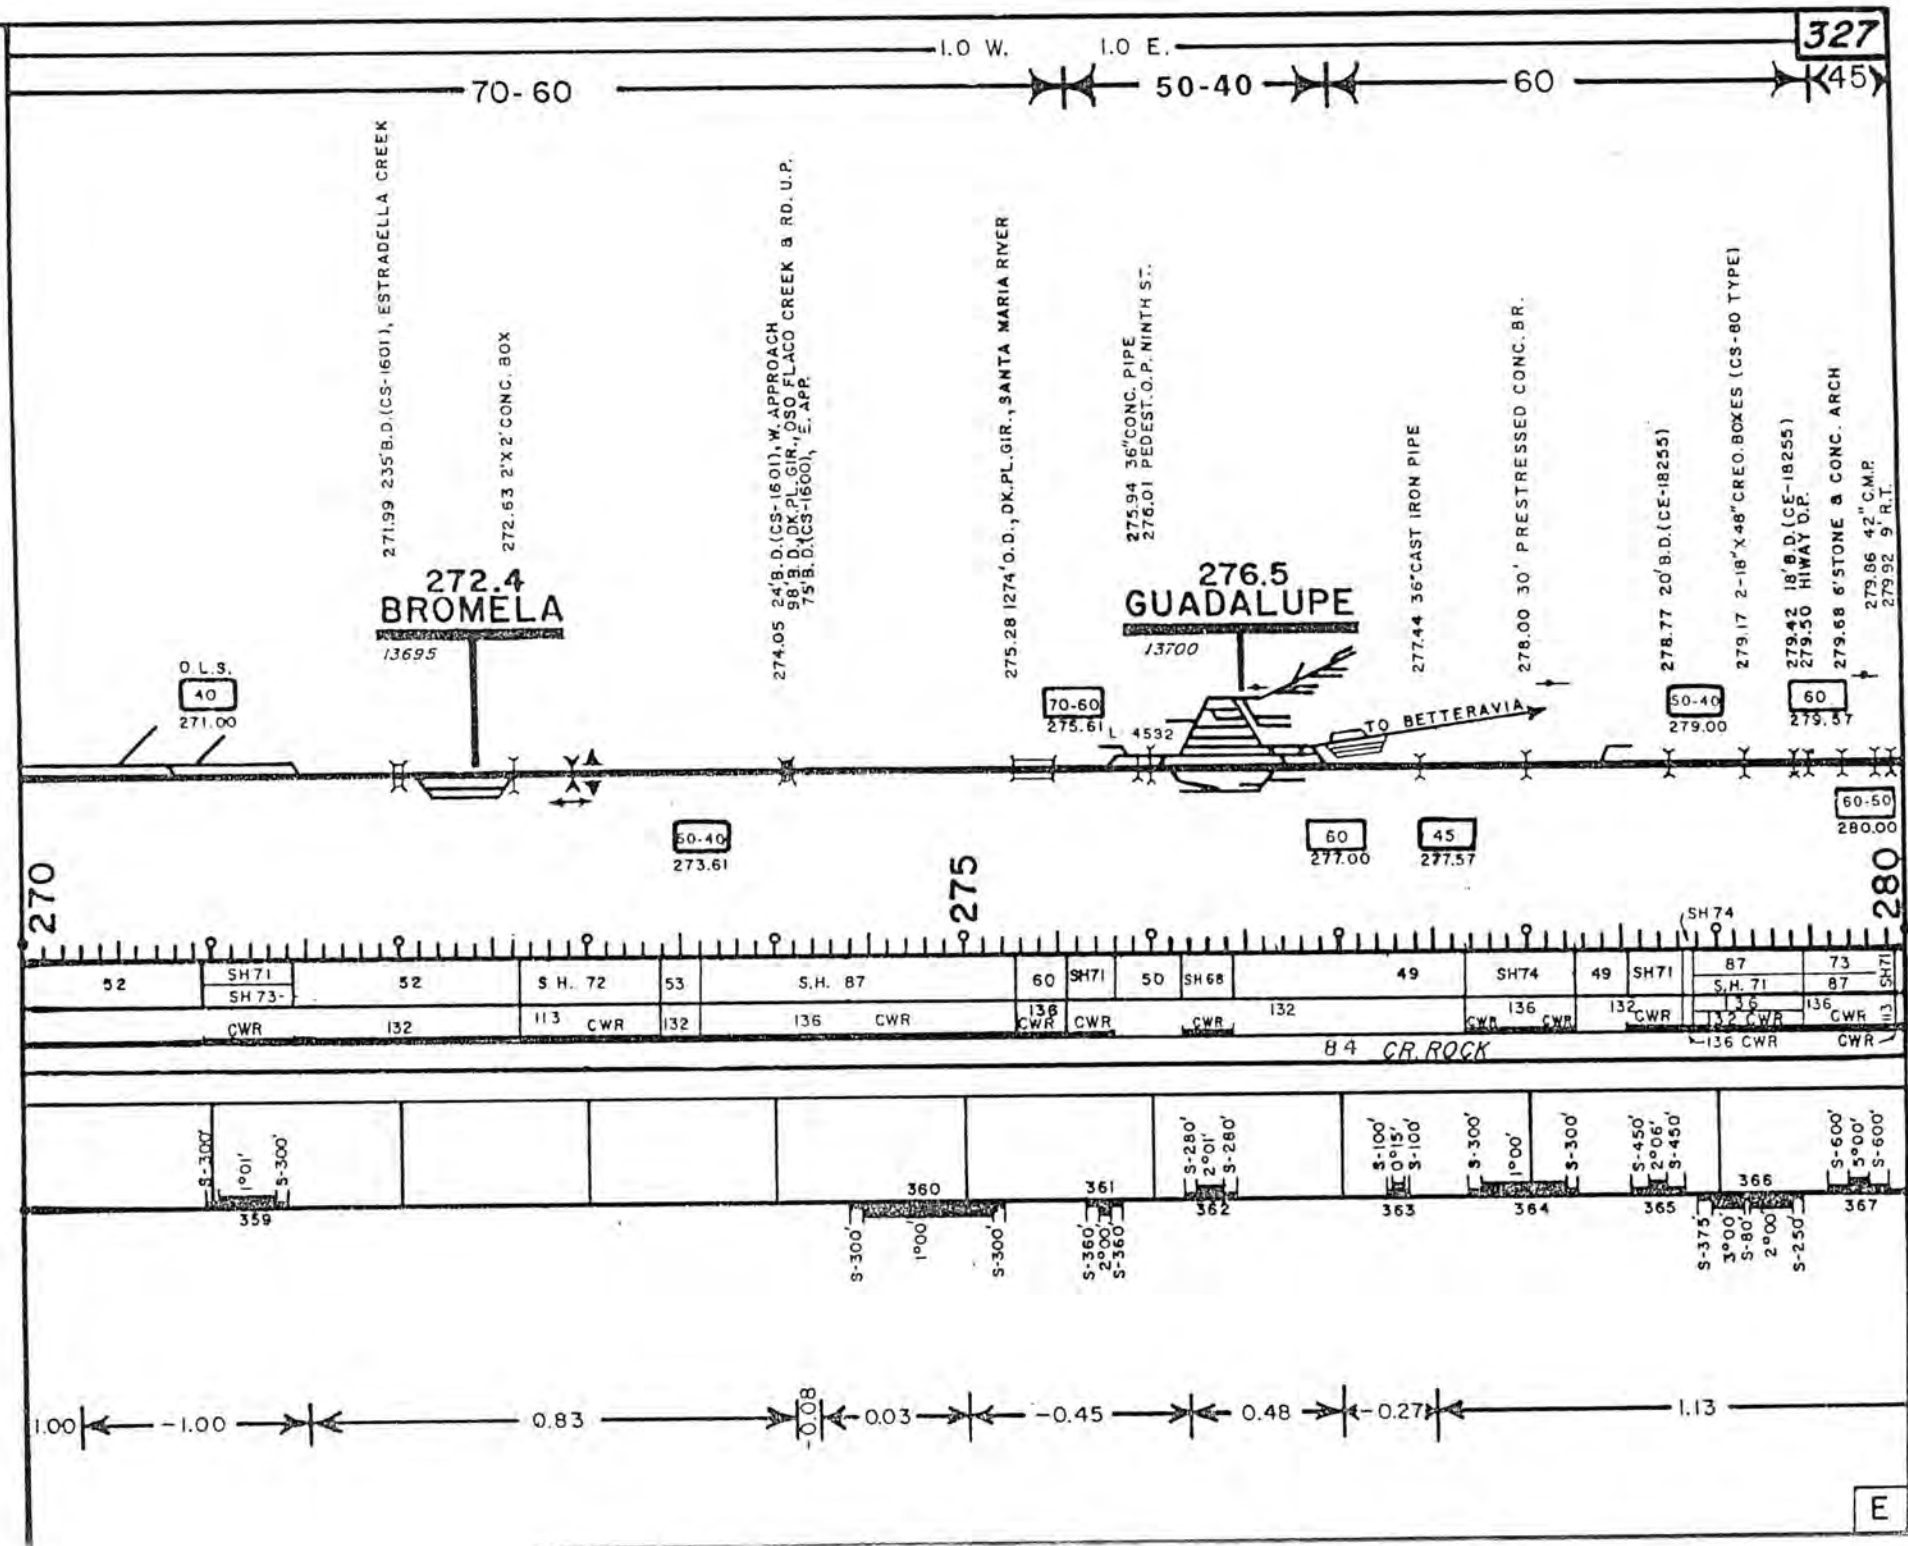 327
1.0 W. 1.0 E.
70-60 50-40 60 45
271.99 235' B.D.(CS-1601), ESTRADELLA CREEK
272.63 2'X2' CONC. BOX
274.05 24' B.D.(CS-1601), W. APPROACH
98' B.D. DK.PL. GIR., OSO FLACO CREEK & RD. U.P.
75' B.D.(CS-1600), E. APP.
275.28 1274' O.D., DK.PL.GIR., SANTA MARIA RIVER
275.94 36" CONC. PIPE
276.01 PEDEST. O.P. NINTH ST.
277.44 36" CAST IRON PIPE
278.00 30' PRESTRESSED CONC. BR.
278.77 20' B.D.(CE-18255)
279.17 2-18"X48" CREO. BOXES (CS-80 TYPE)
279.42 18' B.D.(CE-18255)
279.50 HIWAY O.P.
279.68 6' STONE & CONC. ARCH
279.86 42" C.M.P.
279.92 9' R.T.
272.4
BROMELA
13695
276.5
GUADALUPE
13700
O.L.S.
40
271.00
70-60
275.61
L 4532
TO BETTERAVIA
50-40
279.00
60
279.57
273.61
60
277.00
45
277.57
60-50
280.00
270 275 280
SH 74
52 SH71 52 S.H. 72 53 S.H. 87 60 SH71 50 SH68 49 SH74 49 SH71 87 73 SH71
SH 73- S.H. 71 87
CWR 132 113 CWR 132 136 CWR 136 CWR CWR CWR 132 CWR 136 CWR 132 CWR 136 132 CWR 136 CWR 113
136 CWR CWR
84 CR. ROCK
S-300' 1°01' S-300'
359
360
S-300' 1°00' S-300'
361
S-360' 2°00' S-360'
S-280' 2°01' S-280'
362
S-100' 0°15' S-100'
363
S-300' 1°00' S-300'
364
S-450' 2°06' S-450'
365
366
S-375' 3°00' S-80' 2°00' S-250'
S-600' 5°00' S-600'
367
1.00 -1.00 0.83 -0.08 0.03 -0.45 0.48 -0.27 1.13
E